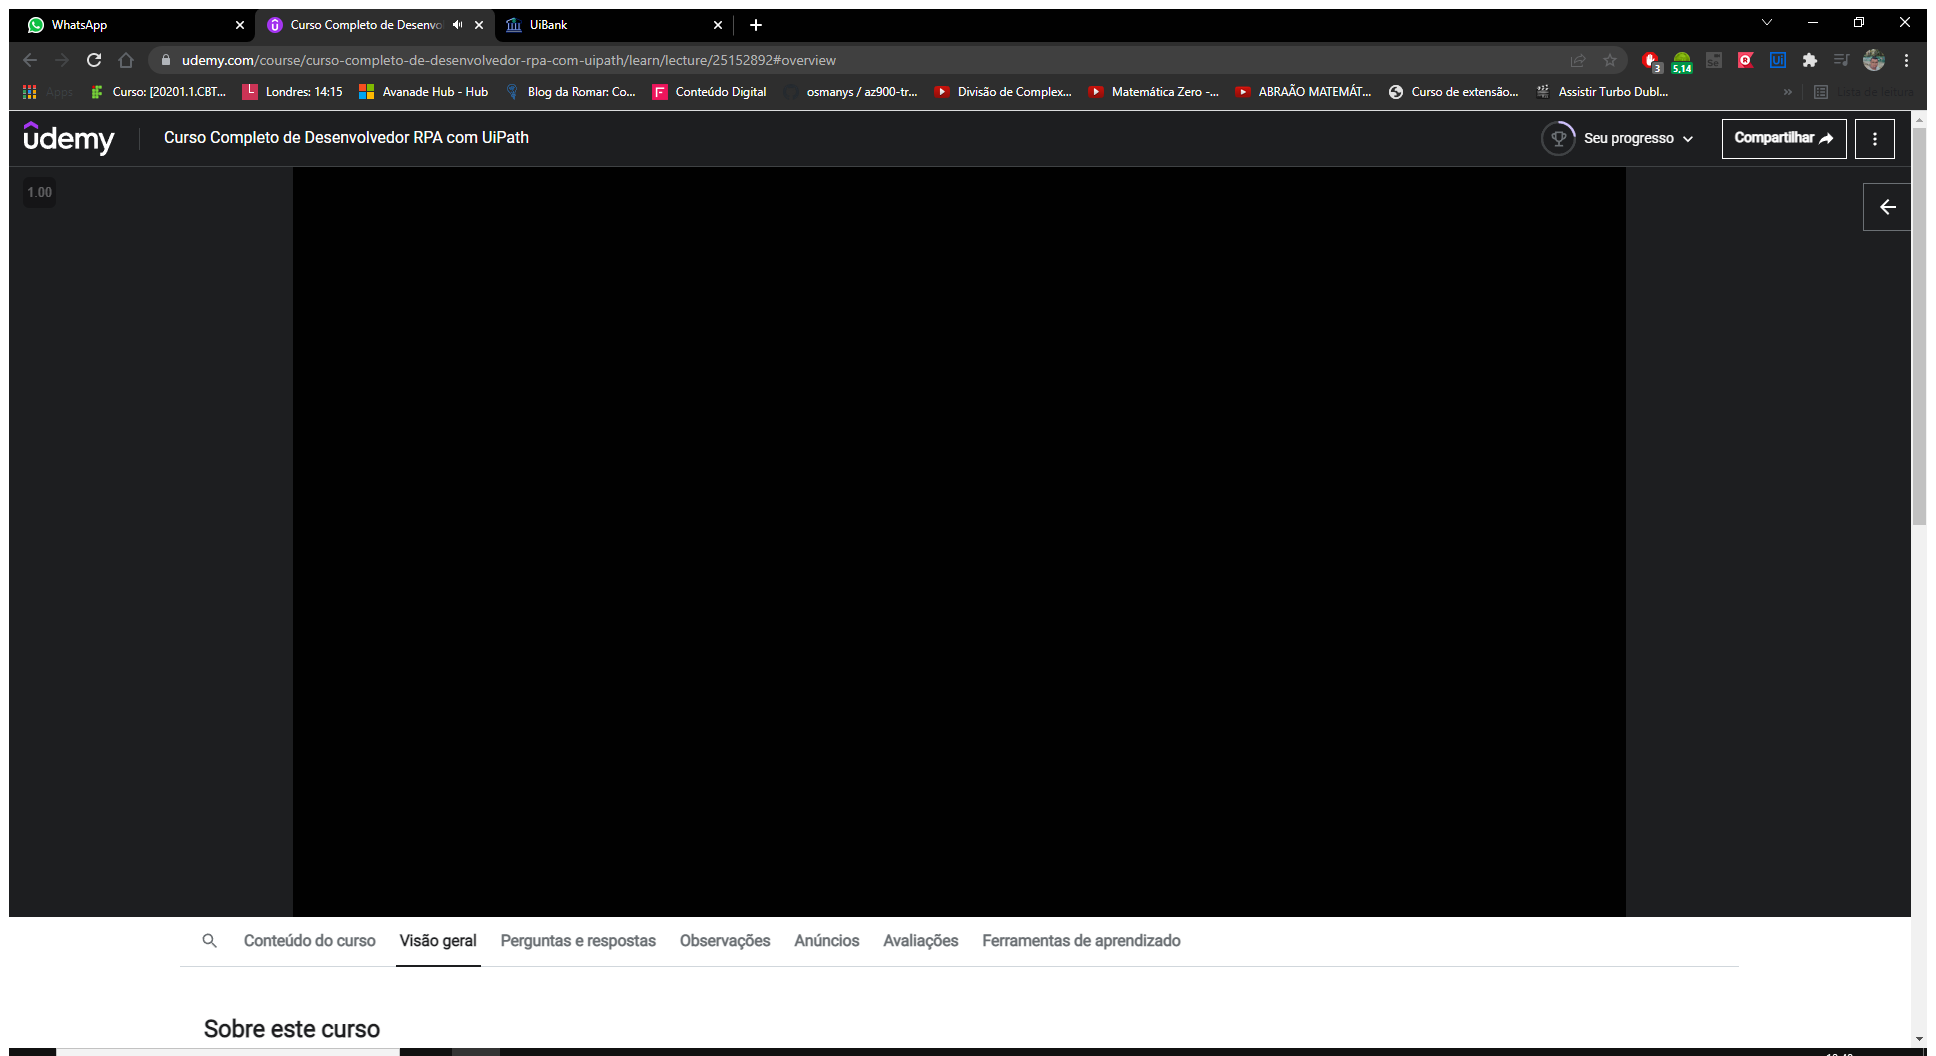 WhatsApp
Curso Completo de Desenvo
UiBank
udemy.com/course/curso-completo-de-desenvolvedor-rpa-com-uipath/learn/lecture/25152892#overview
3
5,14
Apps
Curso: [20201.1.CBT...
Londres: 14:15
Avanade Hub - Hub
Blog da Romar: Co...
Conteúdo Digital
osmanys / az900-tr...
Divisão de Complex...
Matemática Zero -...
ABRAÃO MATEMÁT...
Curso de extensão...
Assistir Turbo Dubl...
»
Lista de leitura
ûdemy
Curso Completo de Desenvolvedor RPA com UiPath
Seu progresso
Compartilhar
1.00
Conteúdo do curso
Visão geral
Perguntas e respostas
Observações
Anúncios
Avaliações
Ferramentas de aprendizado
Sobre este curso